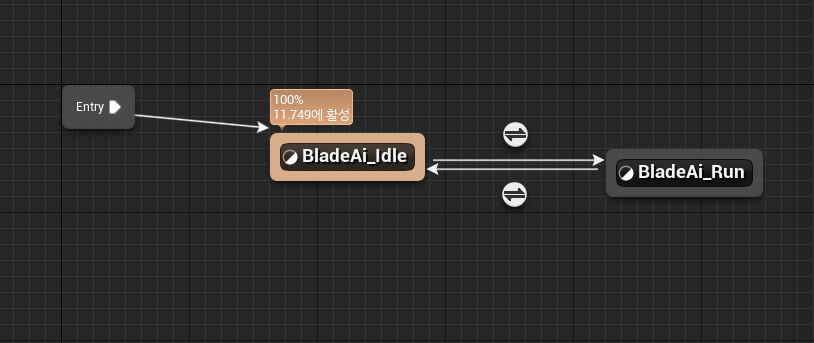 Entry
100%
11.749에 활성
BladeAi_Idle
BladeAi_Run